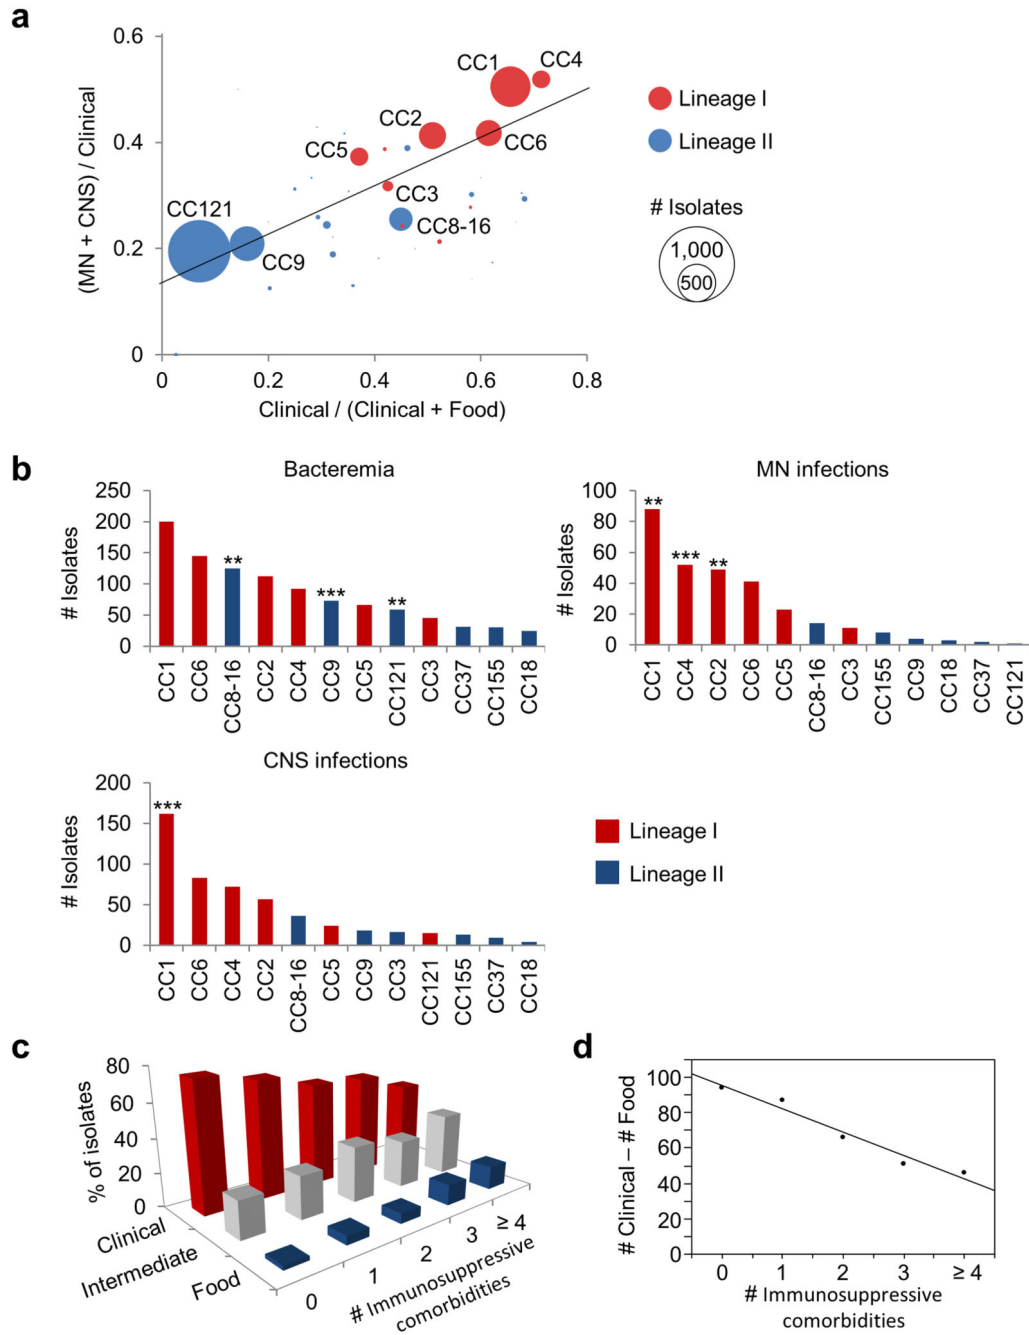 a
0.6
0.4
0.2
0
0
0.2
0.4
0.6
0.8
(MN + CNS) / Clinical
Clinical / (Clinical + Food)
CC1
CC4
CC2
CC6
CC5
CC3
CC8-16
CC121
CC9
Lineage I
Lineage II
# Isolates
1,000
500
b
Bacteremia
# Isolates
250
200
150
100
50
0
**
***
**
CC1
CC6
CC8-16
CC2
CC4
CC9
CC5
CC121
CC3
CC37
CC155
CC18
MN infections
# Isolates
100
80
60
40
20
0
**
***
**
CC1
CC4
CC2
CC6
CC5
CC8-16
CC3
CC155
CC9
CC18
CC37
CC121
CNS infections
# Isolates
200
150
100
50
0
***
CC1
CC6
CC4
CC2
CC8-16
CC5
CC9
CC3
CC121
CC155
CC37
CC18
Lineage I
Lineage II
c
% of isolates
80
60
40
20
0
Clinical
Intermediate
Food
0
1
2
3
≥ 4
# Immunosuppressive
comorbidities
d
# Clinical – # Food
100
80
60
40
20
0
0
1
2
3
≥ 4
# Immunosuppressive
comorbidities